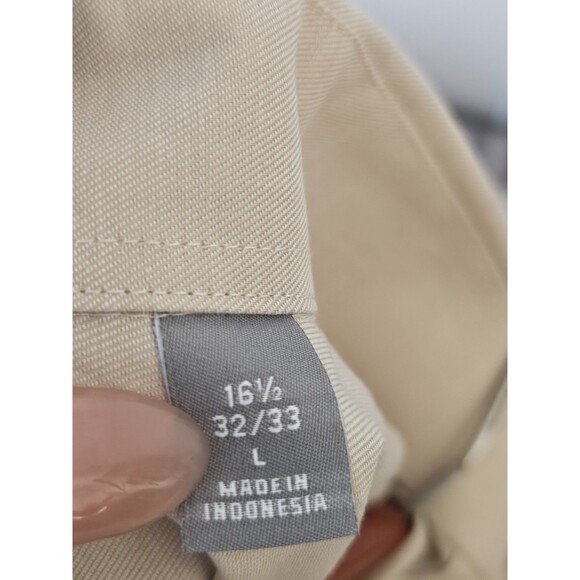 16½
32/33
L
MADE IN
INDONESIA